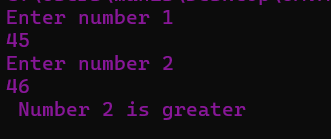 Enter number 1
45
Enter number 2
46
Number 2 is greater